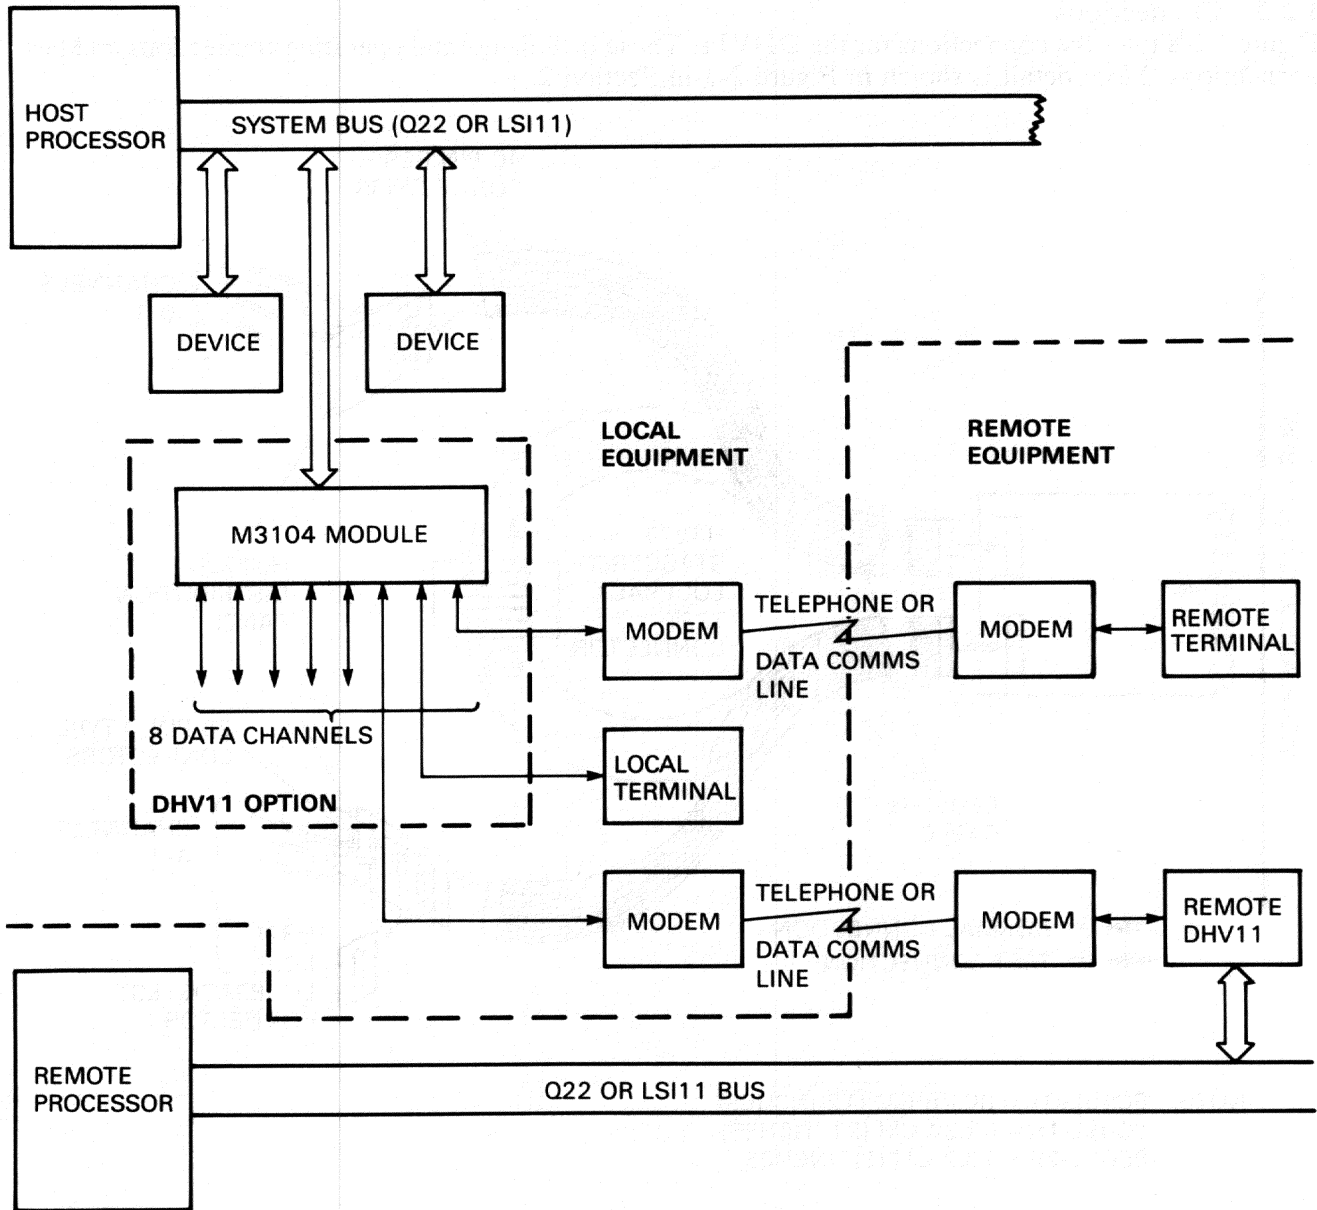 HOST
PROCESSOR
SYSTEM BUS (Q22 OR LSI11)
DEVICE
DEVICE
LOCAL
EQUIPMENT
REMOTE
EQUIPMENT
M3104 MODULE
MODEM
TELEPHONE OR
DATA COMMS
LINE
MODEM
REMOTE
TERMINAL
8 DATA CHANNELS
LOCAL
TERMINAL
DHV11 OPTION
MODEM
TELEPHONE OR
DATA COMMS
LINE
MODEM
REMOTE
DHV11
REMOTE
PROCESSOR
Q22 OR LSI11 BUS